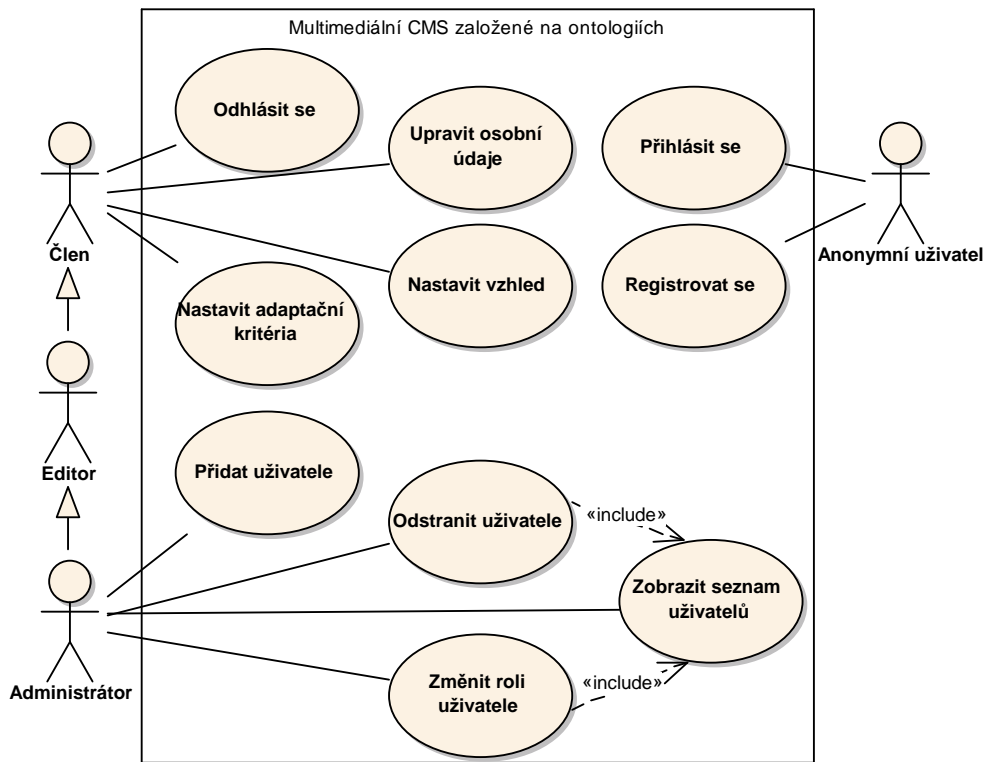 Multimediální CMS založené na ontologiích
Odhlásit se
Upravit osobní
údaje
Přihlásit se
Člen
Anonymní uživatel
Nastavit adaptační
kritéria
Nastavit vzhled
Registrovat se
Editor
Přidat uživatele
Odstranit uživatele
«include»
Zobrazit seznam
uživatelů
Administrátor
Změnit roli
uživatele
«include»